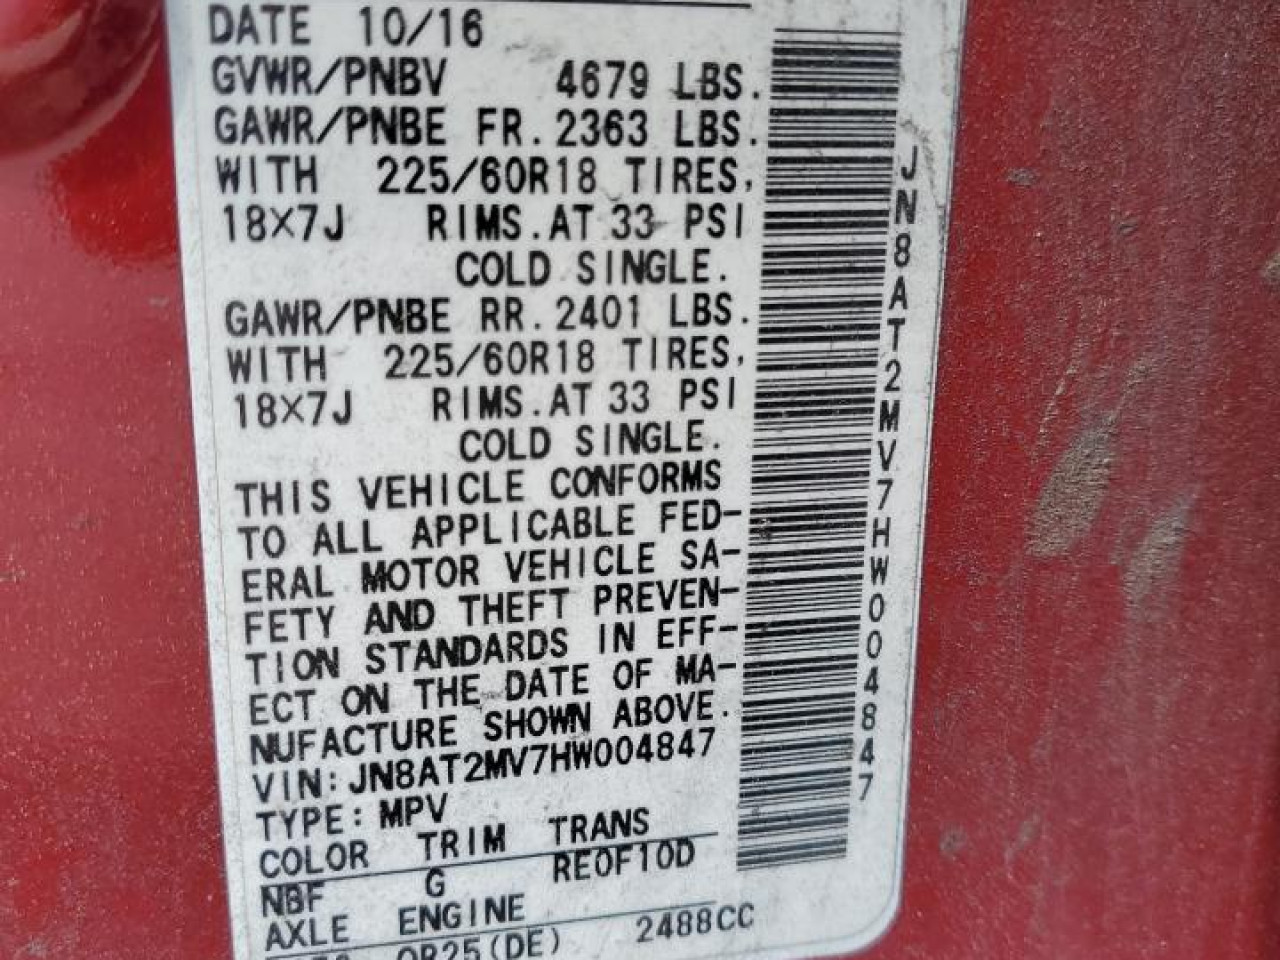 DATE 10/16
GVWR/PNBV 4679 LBS.
GAWR/PNBE FR. 2363 LBS.
WITH 225/60R18 TIRES,
18X7J RIMS. AT 33 PSI
COLD SINGLE.
GAWR/PNBE RR. 2401 LBS.
WITH 225/60R18 TIRES,
18X7J RIMS. AT 33 PSI
COLD SINGLE.
THIS VEHICLE CONFORMS
TO ALL APPLICABLE FED-
ERAL MOTOR VEHICLE SA-
FETY AND THEFT PREVEN-
TION STANDARDS IN EFF-
ECT ON THE DATE OF MA-
NUFACTURE SHOWN ABOVE.
VIN: JN8AT2MV7HW004847
TYPE: MPV
COLOR TRIM TRANS
NBF G RE0F10D
AXLE ENGINE
QR25(DE) 2488CC
JN8AT2MV7HW004847